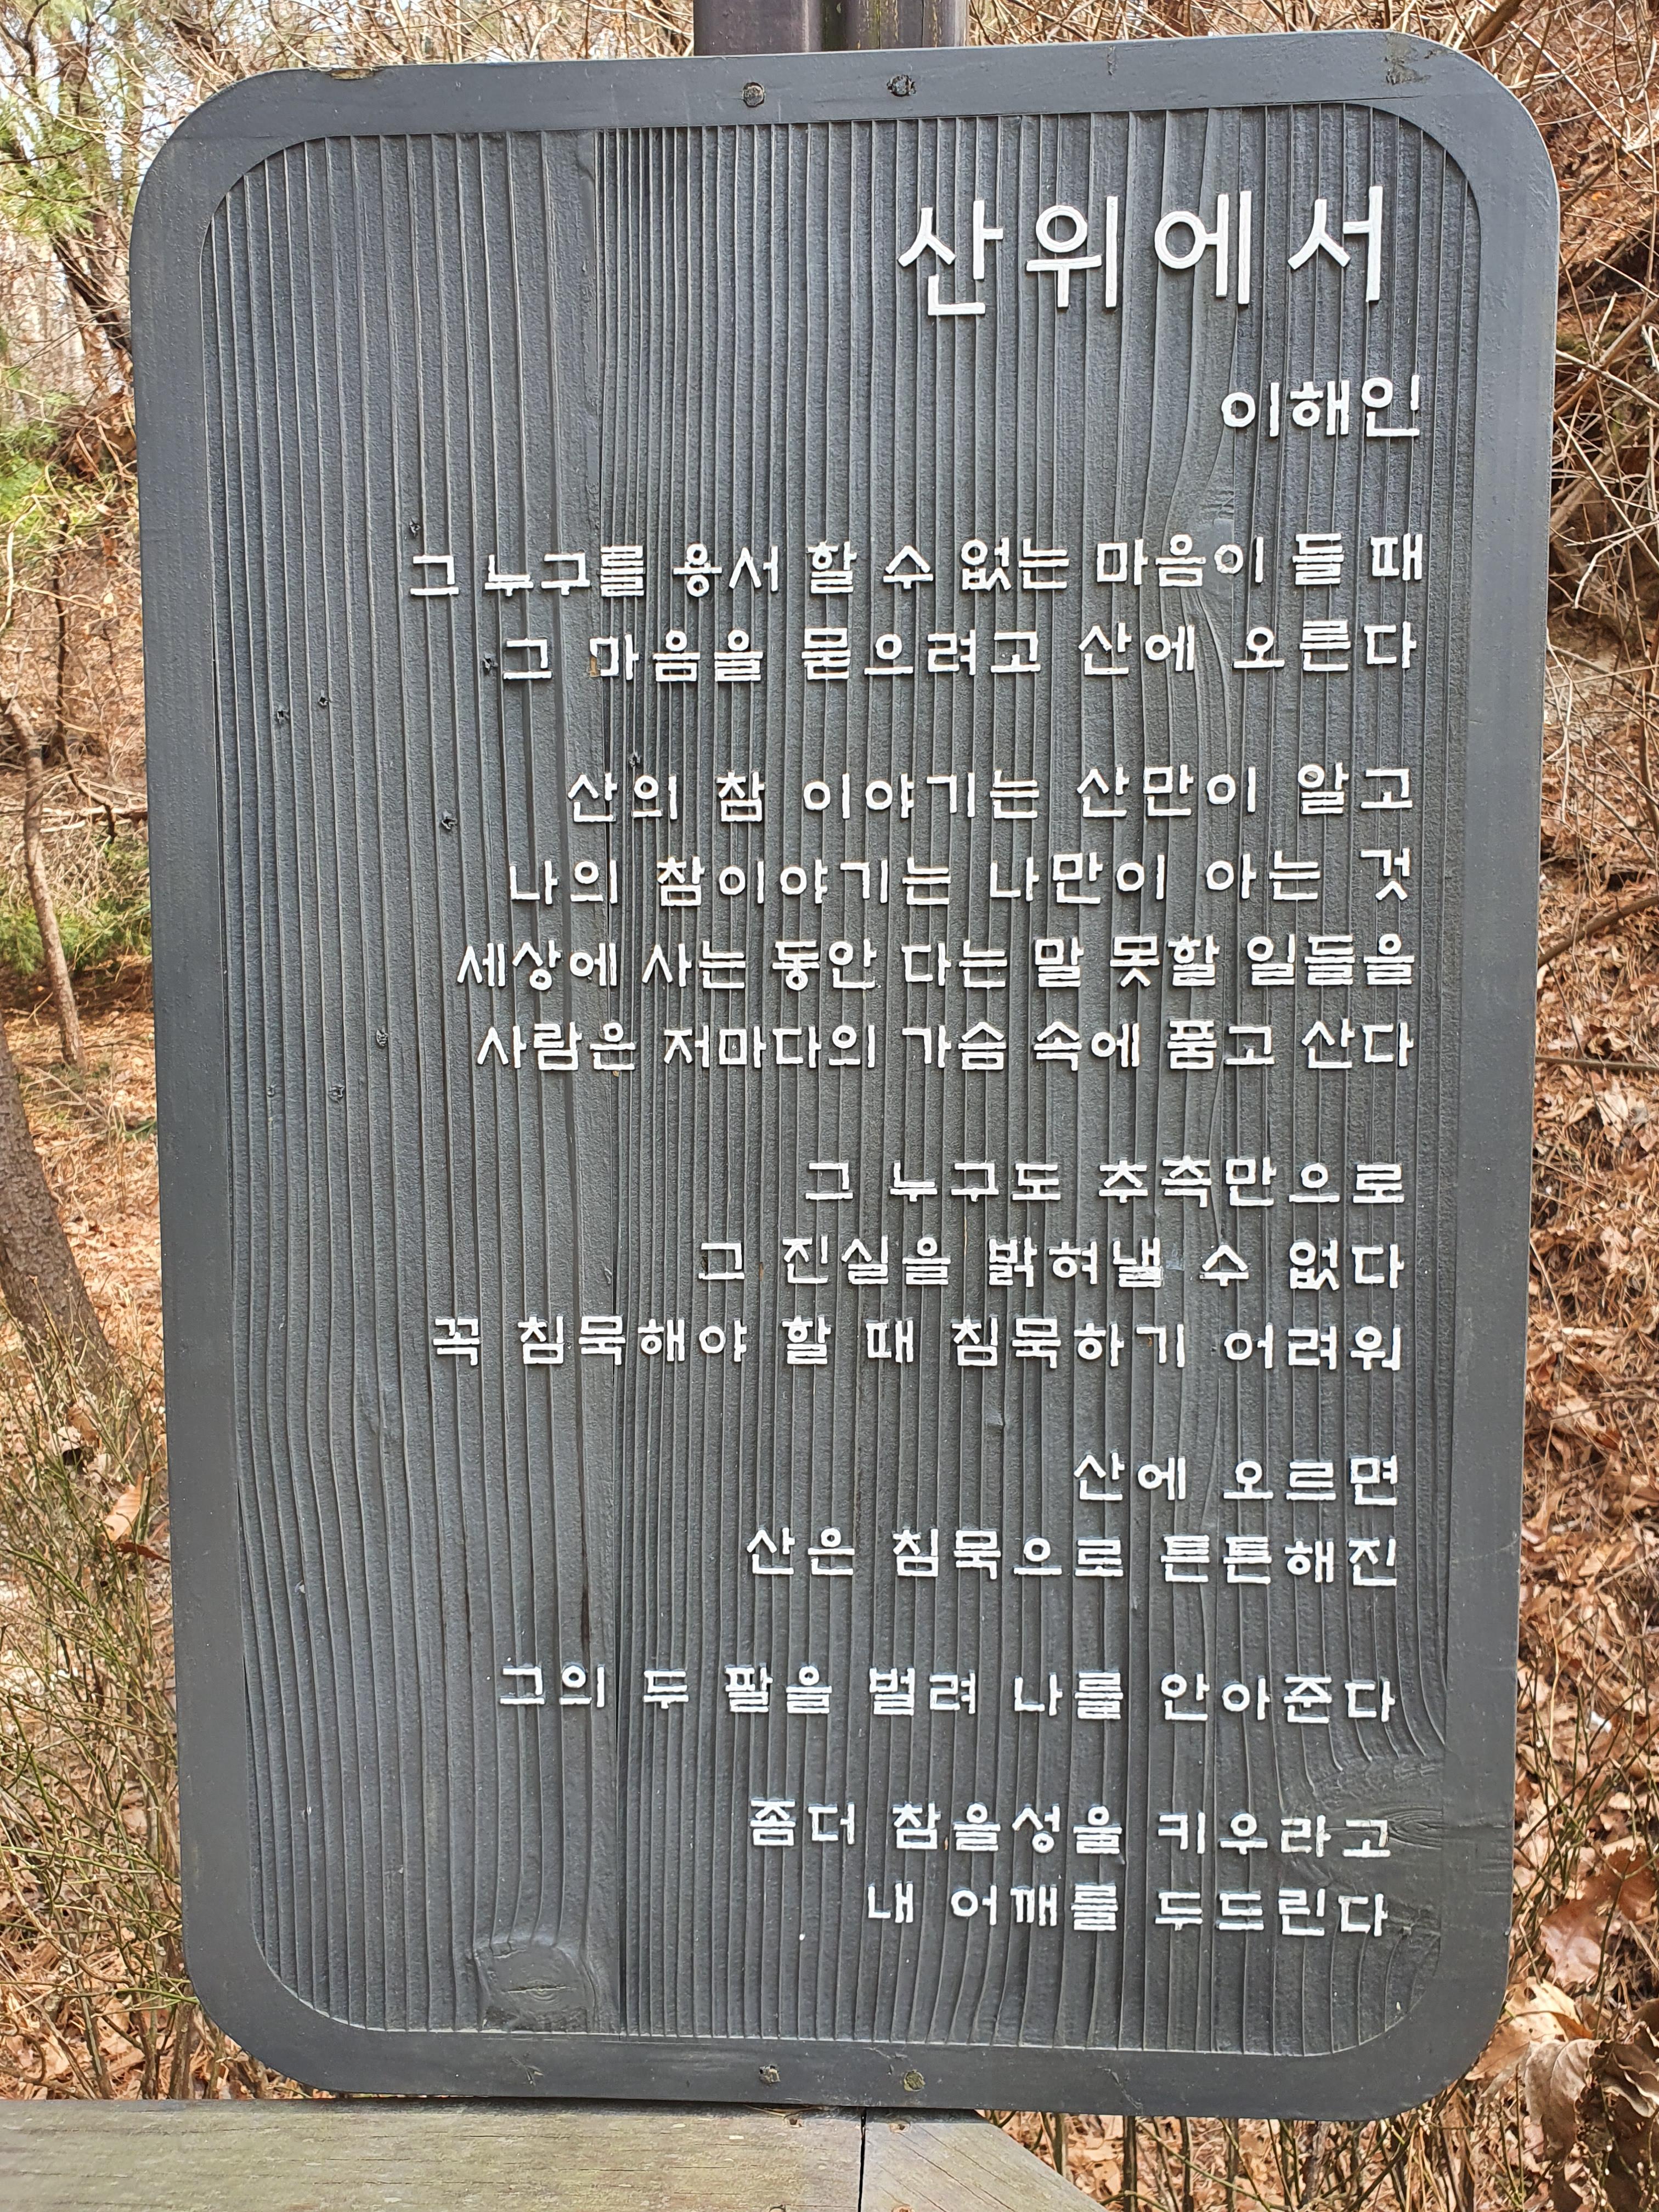 산위에서
이해인
그 누구를 용서 할 수 없는 마음이 들 때
그 마음을 묻으려고 산에 오른다
산의 참 이야기는 산만이 알고
나의 참이야기는 나만이 아는 것
세상에 사는 동안 다는 말 못할 일들을
사람은 저마다의 가슴 속에 품고 산다
그 누구도 추측만으로
그 진실을 밝혀낼 수 없다
꼭 침묵해야 할 때 침묵하기 어려워
산에 오르면
산은 침묵으로 튼튼해진
그의 두 팔을 벌려 나를 안아준다
좀더 참을성을 키우라고
내 어깨를 두드린다